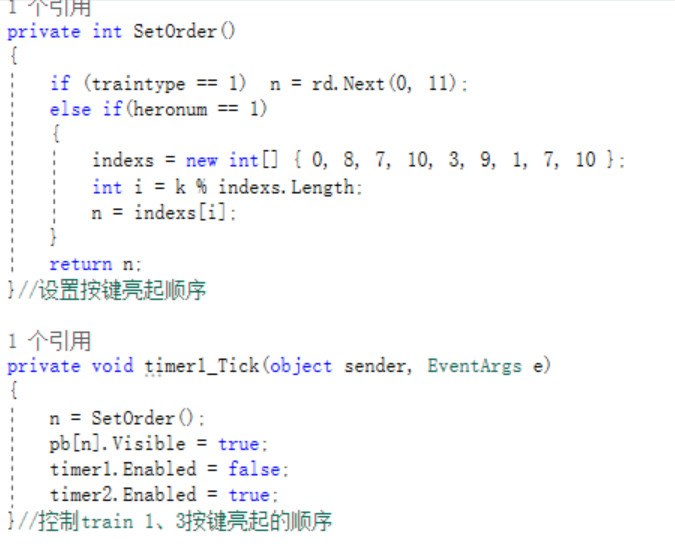 1 个引用
private int SetOrder()
{
if (traintype == 1)  n = rd.Next(0, 11);
else if(heronum == 1)
{
indexs = new int[] { 0, 8, 7, 10, 3, 9, 1, 7, 10 };
int i = k % indexs.Length;
n = indexs[i];
}
return n;
}//设置按键亮起顺序
1 个引用
private void timer1_Tick(object sender, EventArgs e)
{
n = SetOrder();
pb[n].Visible = true;
timer1.Enabled = false;
timer2.Enabled = true;
}//控制train 1、3按键亮起的顺序